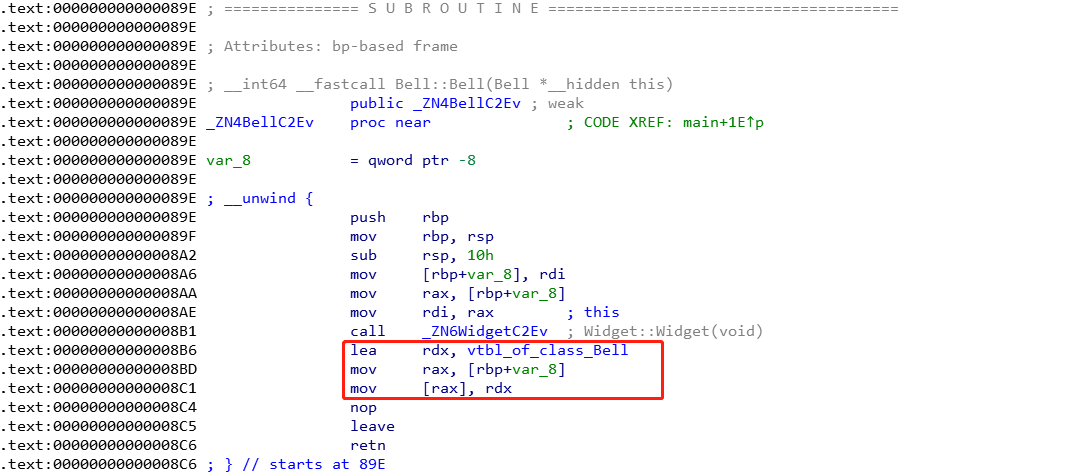 .text:000000000000089E ; =============== S U B R O U T I N E =======================================
.text:000000000000089E
.text:000000000000089E ; Attributes: bp-based frame
.text:000000000000089E
.text:000000000000089E ; __int64 __fastcall Bell::Bell(Bell *__hidden this)
.text:000000000000089E public _ZN4BellC2Ev ; weak
.text:000000000000089E _ZN4BellC2Ev proc near ; CODE XREF: main+1E↑p
.text:000000000000089E
.text:000000000000089E var_8 = qword ptr -8
.text:000000000000089E
.text:000000000000089E ; __unwind {
.text:000000000000089E push rbp
.text:000000000000089F mov rbp, rsp
.text:00000000000008A2 sub rsp, 10h
.text:00000000000008A6 mov [rbp+var_8], rdi
.text:00000000000008AA mov rax, [rbp+var_8]
.text:00000000000008AE mov rdi, rax ; this
.text:00000000000008B1 call _ZN6WidgetC2Ev ; Widget::Widget(void)
.text:00000000000008B6 lea rdx, vtbl_of_class_Bell
.text:00000000000008BD mov rax, [rbp+var_8]
.text:00000000000008C1 mov [rax], rdx
.text:00000000000008C4 nop
.text:00000000000008C5 leave
.text:00000000000008C6 retn
.text:00000000000008C6 ; } // starts at 89E